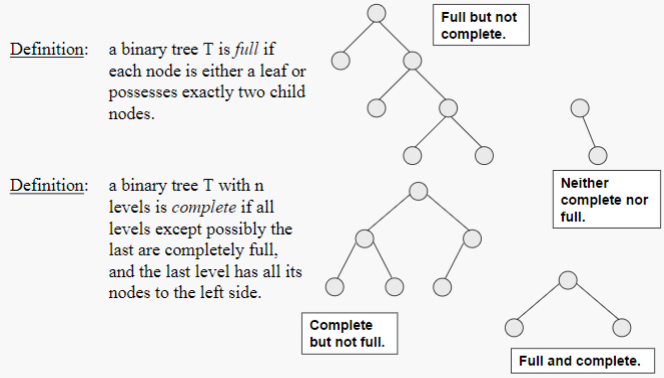 Definition: a binary tree T is full if
each node is either a leaf or
possesses exactly two child
nodes.
Full but not
complete.
Neither
complete nor
full.
Definition: a binary tree T with n
levels is complete if all
levels except possibly the
last are completely full,
and the last level has all its
nodes to the left side.
Complete
but not full.
Full and complete.